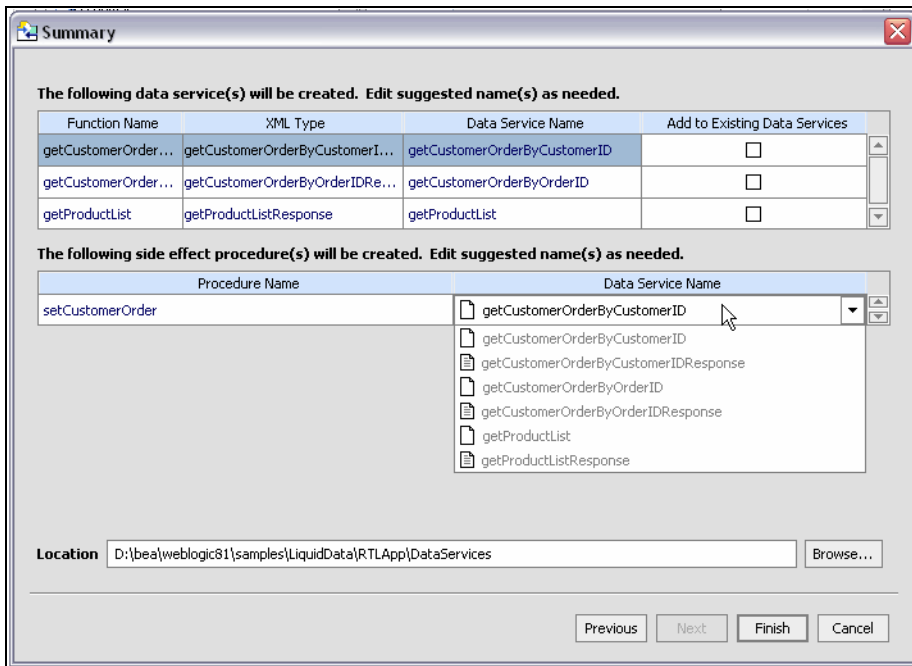 Summary
The following data service(s) will be created. Edit suggested name(s) as needed.
Function Name XML Type Data Service Name Add to Existing Data Services
getCustomerOrder... getCustomerOrderByCustomerI... getCustomerOrderByCustomerID
getCustomerOrder... getCustomerOrderByOrderIDRe... getCustomerOrderByOrderID
getProductList getProductListResponse getProductList
The following side effect procedure(s) will be created. Edit suggested name(s) as needed.
Procedure Name Data Service Name
setCustomerOrder getCustomerOrderByCustomerID
getCustomerOrderByCustomerID
getCustomerOrderByCustomerIDResponse
getCustomerOrderByOrderID
getCustomerOrderByOrderIDResponse
getProductList
getProductListResponse
Location D:\bea\weblogic81\samples\LiquidData\RTLApp\DataServices Browse...
Previous Next Finish Cancel